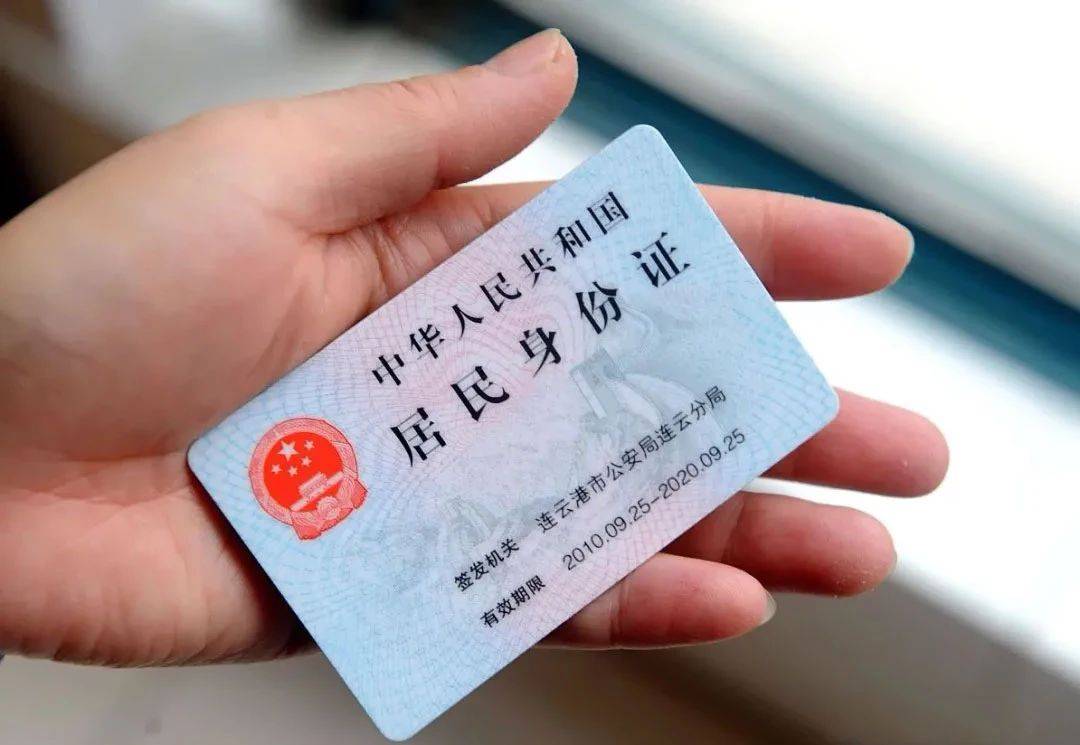 中华人民共和国
居民身份证
签发机关 连云港市公安局连云分局
有效期限 2010.09.25-2020.09.25